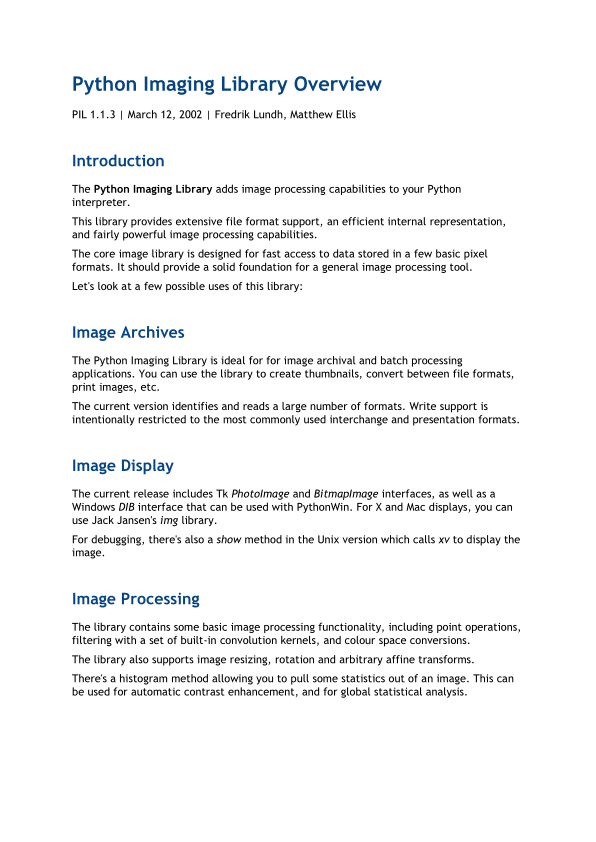 Python Imaging Library Overview
PIL 1.1.3 | March 12, 2002 | Fredrik Lundh, Matthew Ellis
Introduction
The Python Imaging Library adds image processing capabilities to your Python
interpreter.
This library provides extensive file format support, an efficient internal representation,
and fairly powerful image processing capabilities.
The core image library is designed for fast access to data stored in a few basic pixel
formats. It should provide a solid foundation for a general image processing tool.
Let's look at a few possible uses of this library:
Image Archives
The Python Imaging Library is ideal for for image archival and batch processing
applications. You can use the library to create thumbnails, convert between file formats,
print images, etc.
The current version identifies and reads a large number of formats. Write support is
intentionally restricted to the most commonly used interchange and presentation formats.
Image Display
The current release includes Tk PhotoImage and BitmapImage interfaces, as well as a
Windows DIB interface that can be used with PythonWin. For X and Mac displays, you can
use Jack Jansen's img library.
For debugging, there's also a show method in the Unix version which calls xv to display the
image.
Image Processing
The library contains some basic image processing functionality, including point operations,
filtering with a set of built-in convolution kernels, and colour space conversions.
The library also supports image resizing, rotation and arbitrary affine transforms.
There's a histogram method allowing you to pull some statistics out of an image. This can
be used for automatic contrast enhancement, and for global statistical analysis.